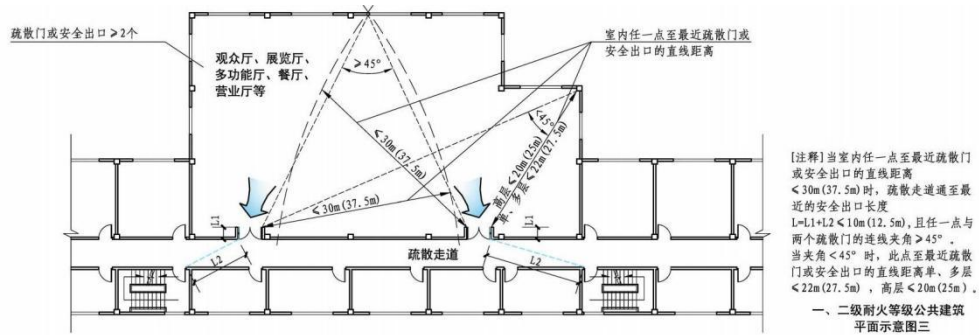 疏散门或安全出口≥2个
观众厅、展览厅、
多功能厅、餐厅、
营业厅等
≥45°
室内任一点至最近疏散门或
安全出口的直线距离
<45°
≤30m(37.5m)
高层≤20m(25m)
单、多层≤22m(27.5m)
≤30m(37.5m)
L1
L1
疏散走道
L2
L2
[注释]当室内任一点至最近疏散门
或安全出口的直线距离
≤30m(37.5m)时，疏散走道通至最
近的安全出口长度
L=L1+L2≤10m(12.5m),且任一点与
两个疏散门的连线夹角≥45°。
当夹角<45°时，此点至最近疏散
门或安全出口的直线距离单、多层
≤22m(27.5m)，高层≤20m(25m)。
一、二级耐火等级公共建筑
平面示意图三